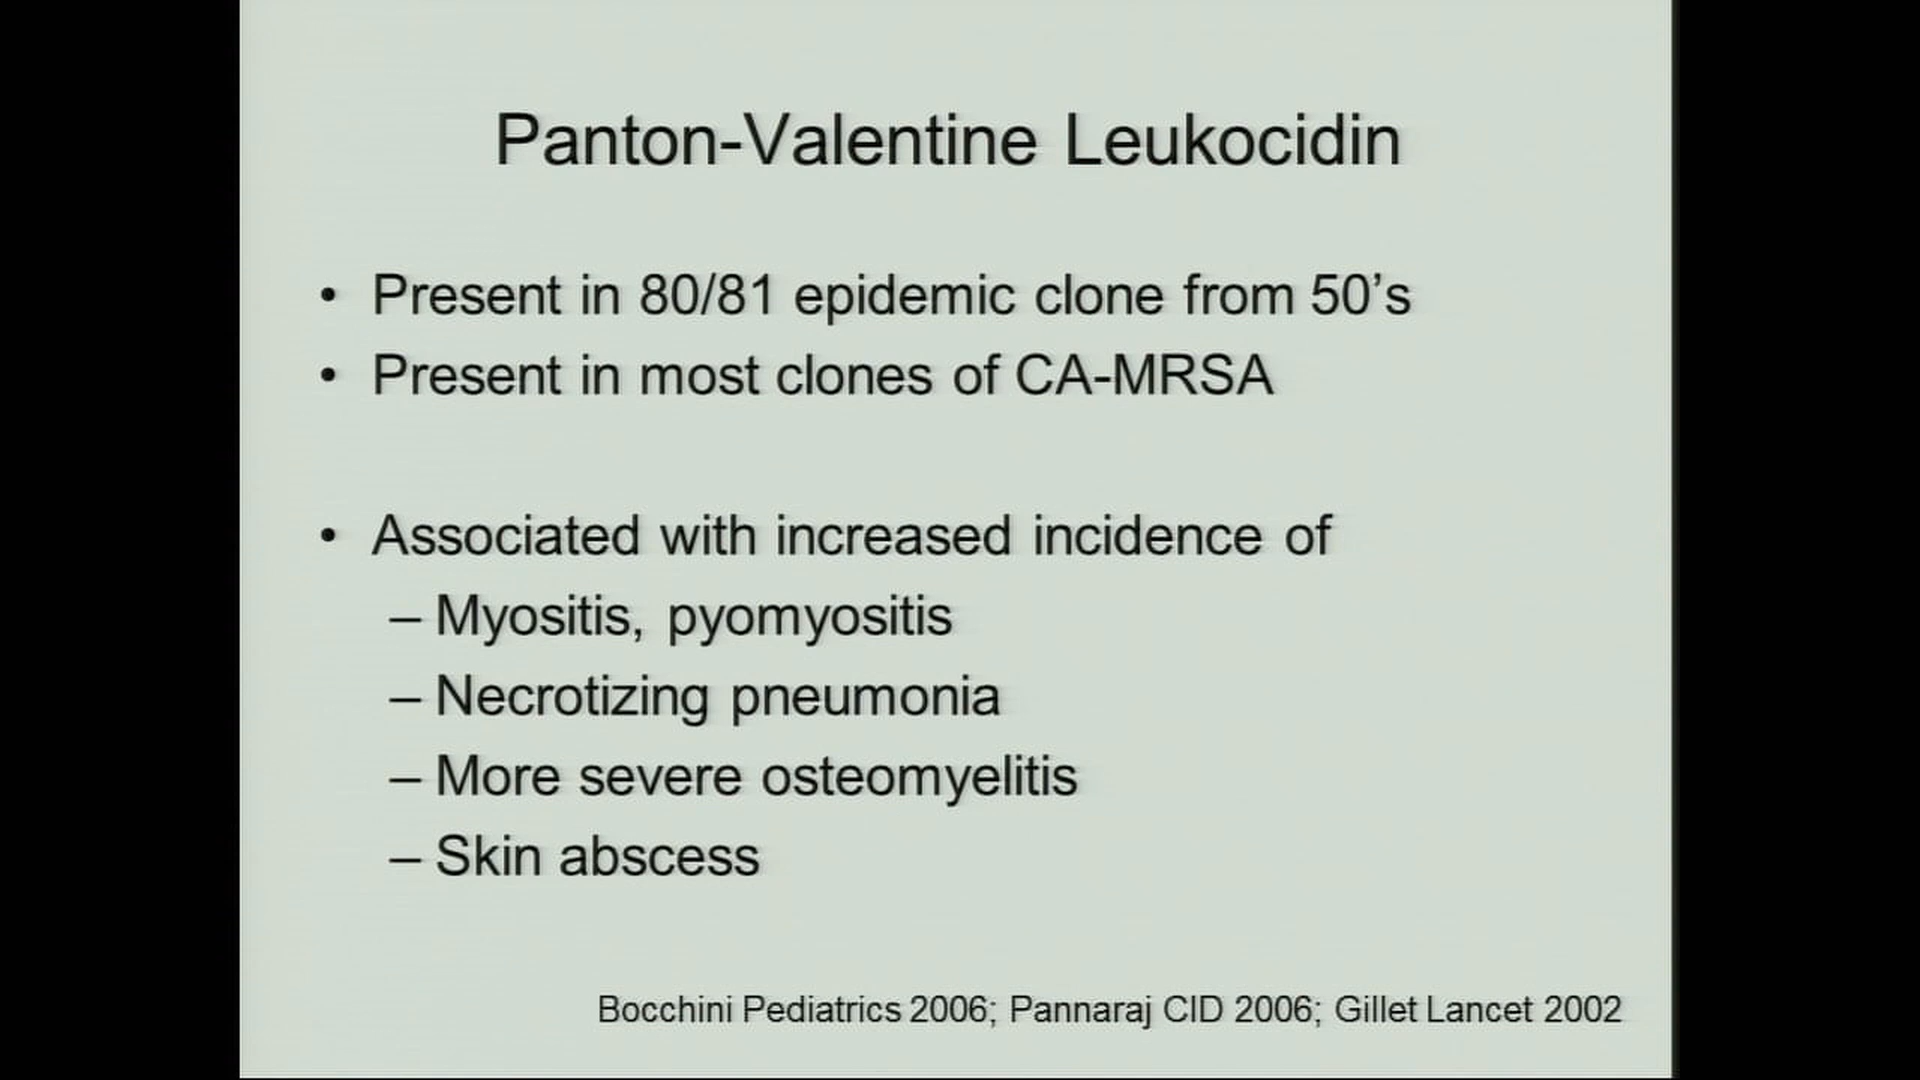 Panton-Valentine Leukocidin
• Present in 80/81 epidemic clone from 50's
• Present in most clones of CA-MRSA
• Associated with increased incidence of
– Myositis, pyomyositis
– Necrotizing pneumonia
– More severe osteomyelitis
– Skin abscess
Bocchini Pediatrics 2006; Pannaraj CID 2006; Gillet Lancet 2002